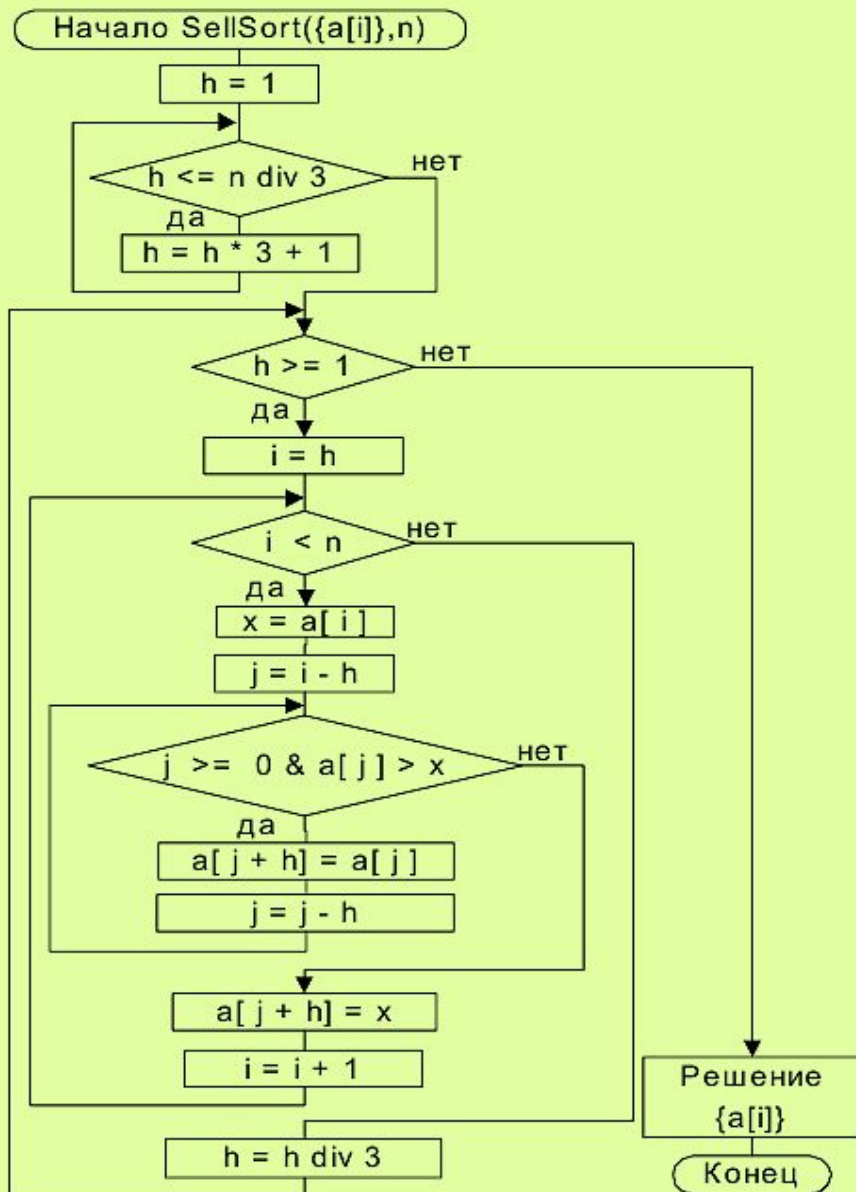 Начало SellSort({a[i]},n)
h = 1
h <= n div 3
нет
да
h = h * 3 + 1
h >= 1
нет
да
i = h
i < n
нет
да
x = a[ i ]
j = i - h
j >= 0 & a[ j ] > x
нет
да
a[ j + h] = a[ j ]
j = j - h
a[ j + h] = x
i = i + 1
h = h div 3
Решение
{a[i]}
Конец